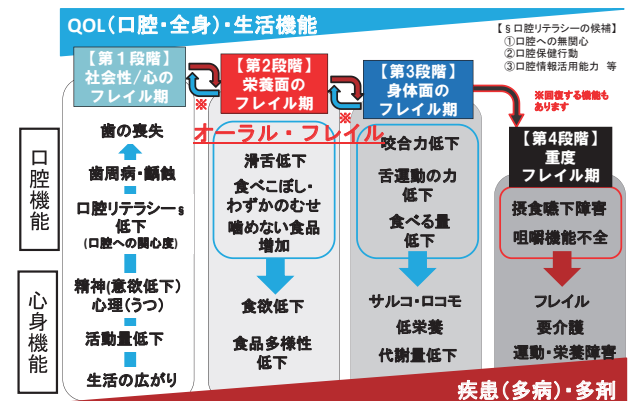 QOL(口腔・全身)・生活機能
【§口腔リテラシーの候補】
①口腔への無関心
②口腔保健行動
③口腔情報活用能力 等
【第1段階】
社会性/心の
フレイル期
※
【第2段階】
栄養面の
フレイル期
※
【第3段階】
身体面の
フレイル期
※回復する機能も
あります
【第4段階】
重度
フレイル期
オーラル・フレイル
口腔機能
歯の喪失
歯周病・齲蝕
口腔リテラシー§
低下
(口腔への関心度)
滑舌低下
食べこぼし・
わずかのむせ
噛めない食品
増加
咬合力低下
舌運動の力
低下
食べる量
低下
摂食嚥下障害
咀嚼機能不全
心身機能
精神(意欲低下)
心理(うつ)
活動量低下
生活の広がり
食欲低下
食品多様性
低下
サルコ・ロコモ
低栄養
代謝量低下
フレイル
要介護
運動・栄養障害
疾患(多病)・多剤